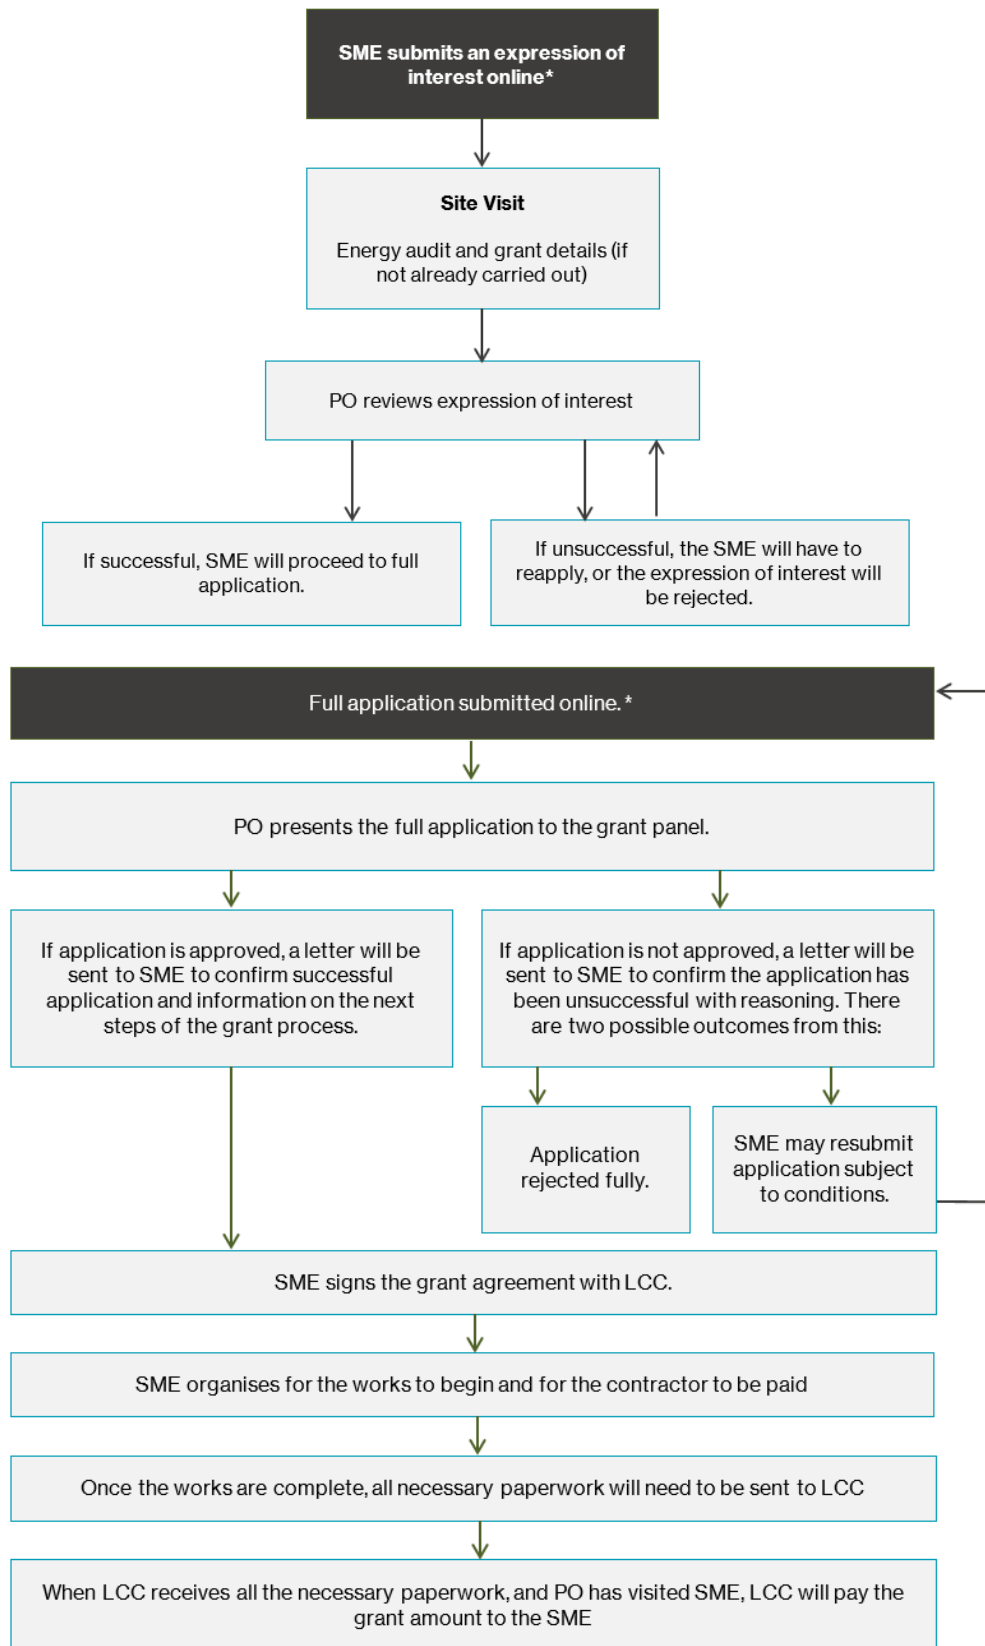 SME submits an expression of
interest online*
Site Visit
Energy audit and grant details (if
not already carried out)
PO reviews expression of interest
If successful, SME will proceed to full
application.
If unsuccessful, the SME will have to
reapply, or the expression of interest will
be rejected.
Full application submitted online. *
PO presents the full application to the grant panel.
If application is approved, a letter will be
sent to SME to confirm successful
application and information on the next
steps of the grant process.
If application is not approved, a letter will be
sent to SME to confirm the application has
been unsuccessful with reasoning. There
are two possible outcomes from this:
Application
rejected fully.
SME may resubmit
application subject
to conditions.
SME signs the grant agreement with LCC.
SME organises for the works to begin and for the contractor to be paid
Once the works are complete, all necessary paperwork will need to be sent to LCC
When LCC receives all the necessary paperwork, and PO has visited SME, LCC will pay the
grant amount to the SME